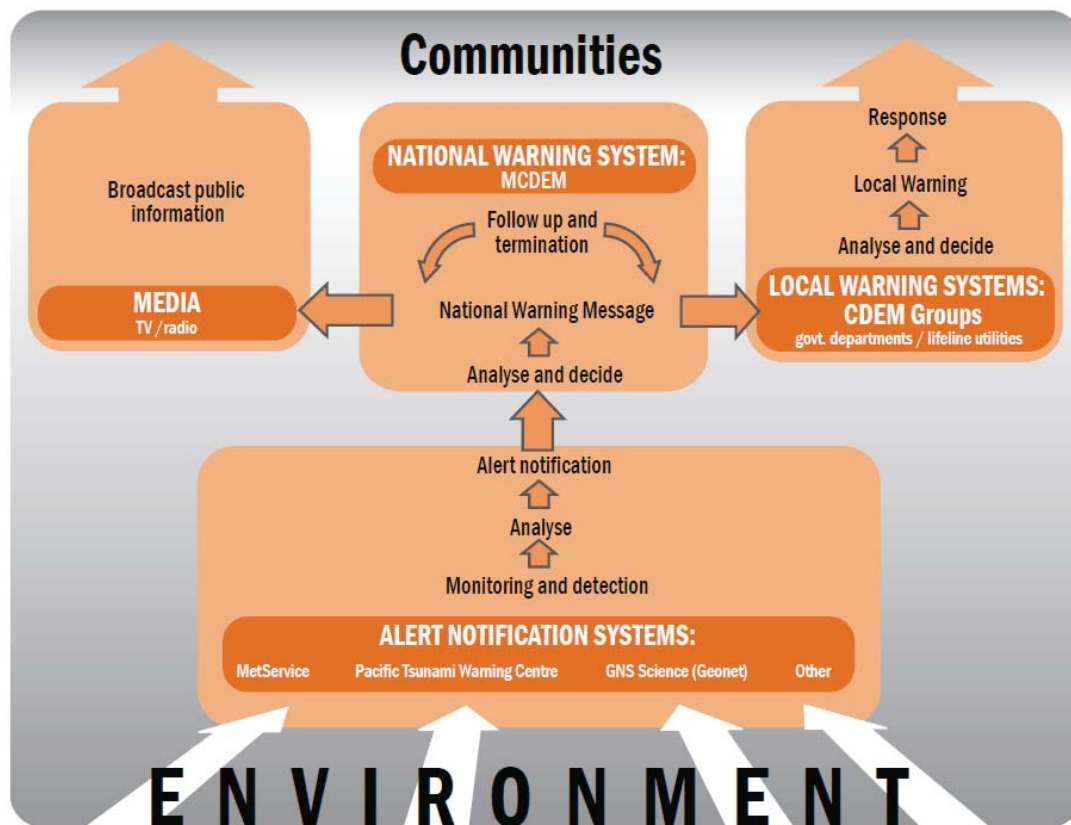 Communities
Broadcast public
information
MEDIA
TV / radio
NATIONAL WARNING SYSTEM:
MCDEM
Follow up and
termination
National Warning Message
Analyse and decide
Response
Local Warning
Analyse and decide
LOCAL WARNING SYSTEMS:
CDEM Groups
govt. departments / lifeline utilities
Alert notification
Analyse
Monitoring and detection
ALERT NOTIFICATION SYSTEMS:
MetService Pacific Tsunami Warning Centre GNS Science (Geonet) Other
ENVIRONMENT